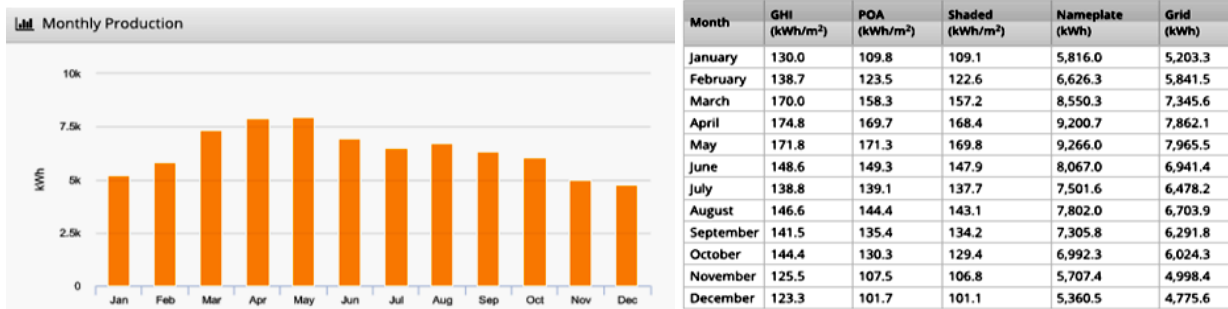 Monthly Production
10k
7.5k
5k
2.5k
0
kWh
Jan Feb Mar Apr May Jun Jul Aug Sep Oct Nov Dec
Month GHI (kWh/m²) POA (kWh/m²) Shaded (kWh/m²) Nameplate (kWh) Grid (kWh)
January 130.0 109.8 109.1 5,816.0 5,203.3
February 138.7 123.5 122.6 6,626.3 5,841.5
March 170.0 158.3 157.2 8,550.3 7,345.6
April 174.8 169.7 168.4 9,200.7 7,862.1
May 171.8 171.3 169.8 9,266.0 7,965.5
June 148.6 149.3 147.9 8,067.0 6,941.4
July 138.8 139.1 137.7 7,501.6 6,478.2
August 146.6 144.4 143.1 7,802.0 6,703.9
September 141.5 135.4 134.2 7,305.8 6,291.8
October 144.4 130.3 129.4 6,992.3 6,024.3
November 125.5 107.5 106.8 5,707.4 4,998.4
December 123.3 101.7 101.1 5,360.5 4,775.6